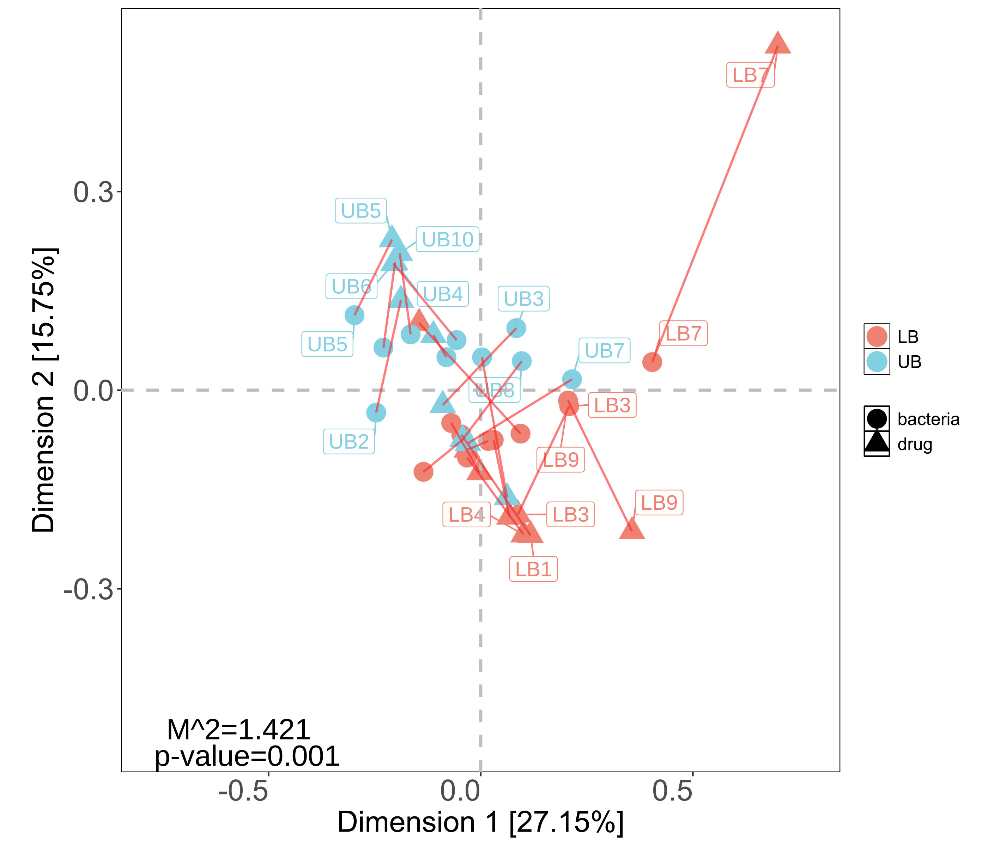 LB7
0.3
UB5
UB10
UB6
UB4
UB3
LB7
UB5
UB7
LB
UB
0.0
UB8
LB3
bacteria
drug
UB2
LB9
LB9
LB4
LB3
LB1
-0.3
M^2=1.421
p-value=0.001
-0.5
0.0
0.5
Dimension 1 [27.15%]
Dimension 2 [15.75%]